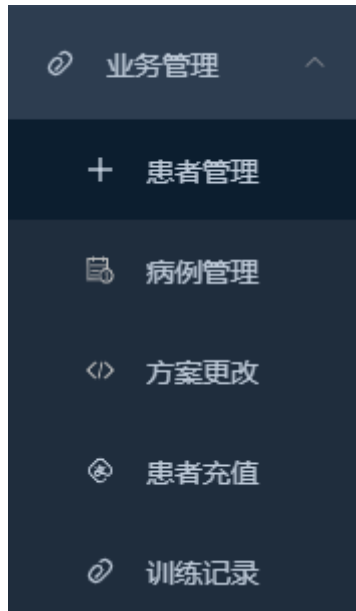 业务管理
患者管理
病例管理
方案更改
患者充值
训练记录